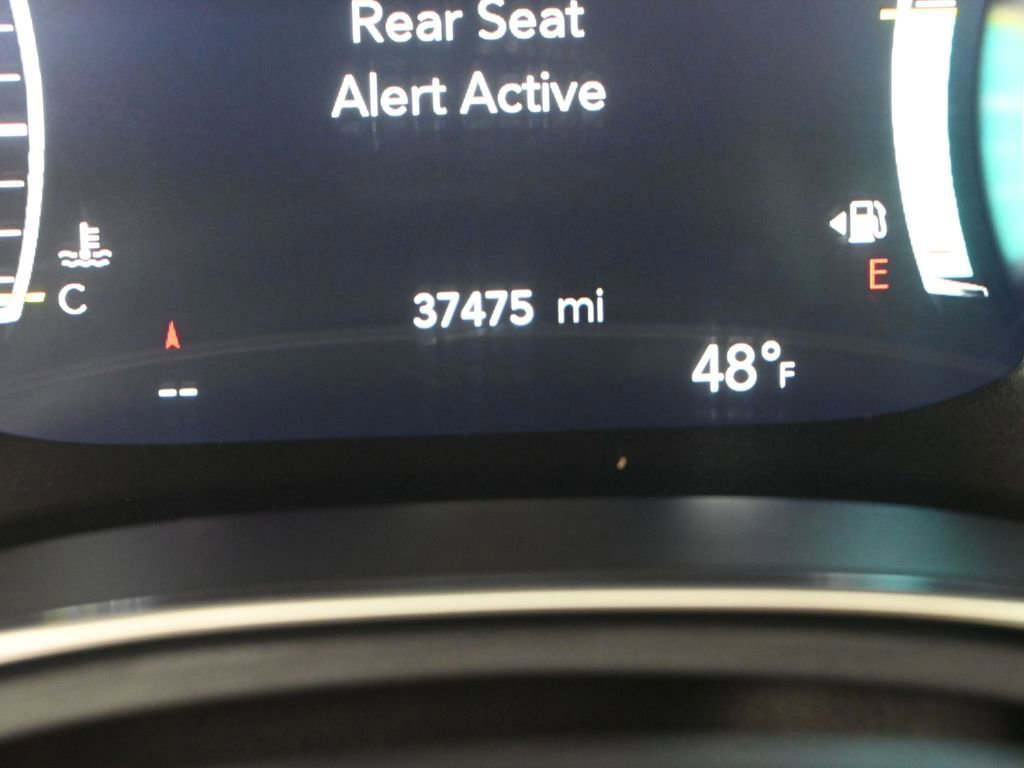 Rear Seat
Alert Active
E
C
37475 mi
48°F
--